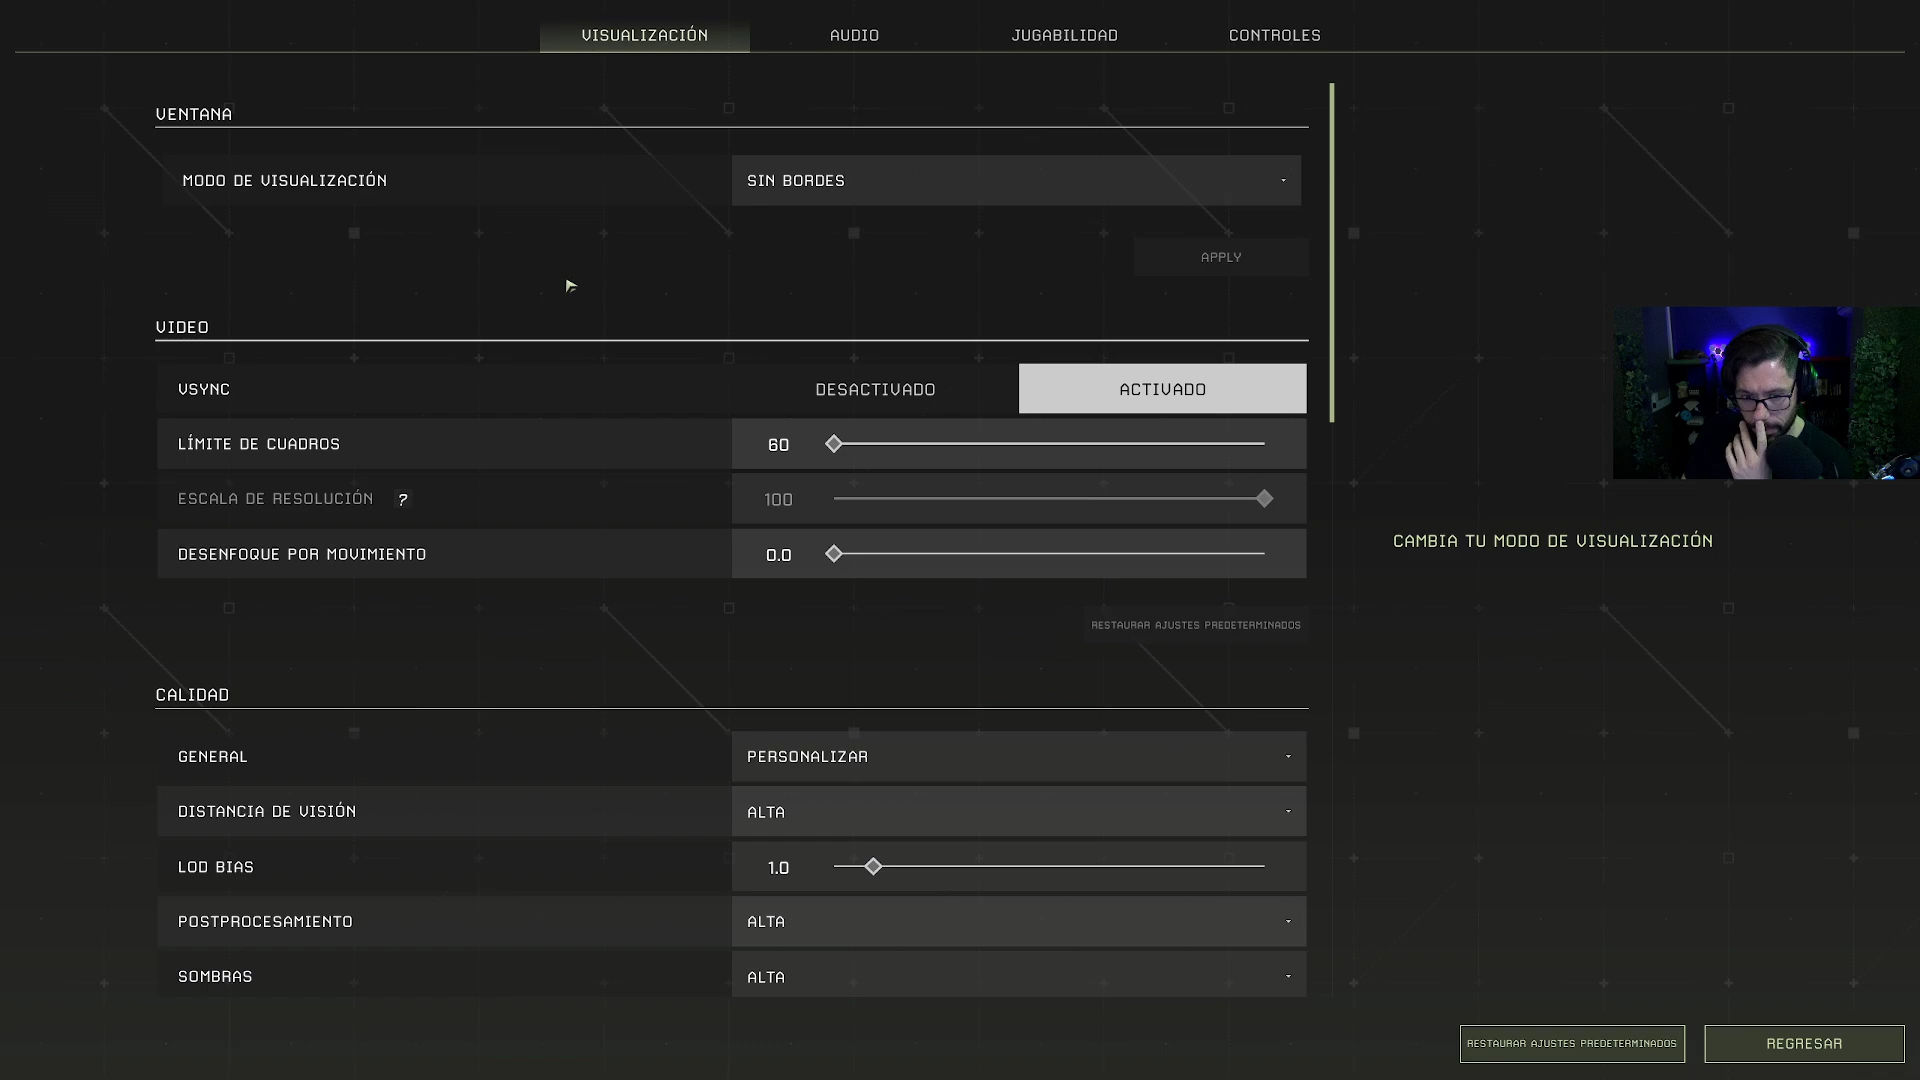 VISUALIZACIÓN
AUDIO
JUGABILIDAD
CONTROLES
VENTANA
MODO DE VISUALIZACIÓN
SIN BORDES
APPLY
VIDEO
VSYNC
DESACTIVADO
ACTIVADO
LÍMITE DE CUADROS
60
ESCALA DE RESOLUCIÓN ?
100
DESENFOQUE POR MOVIMIENTO
0.0
CAMBIA TU MODO DE VISUALIZACIÓN
RESTAURAR AJUSTES PREDETERMINADOS
CALIDAD
GENERAL
PERSONALIZAR
DISTANCIA DE VISIÓN
ALTA
LOD BIAS
1.0
POSTPROCESAMIENTO
ALTA
SOMBRAS
ALTA
RESTAURAR AJUSTES PREDETERMINADOS
REGRESAR